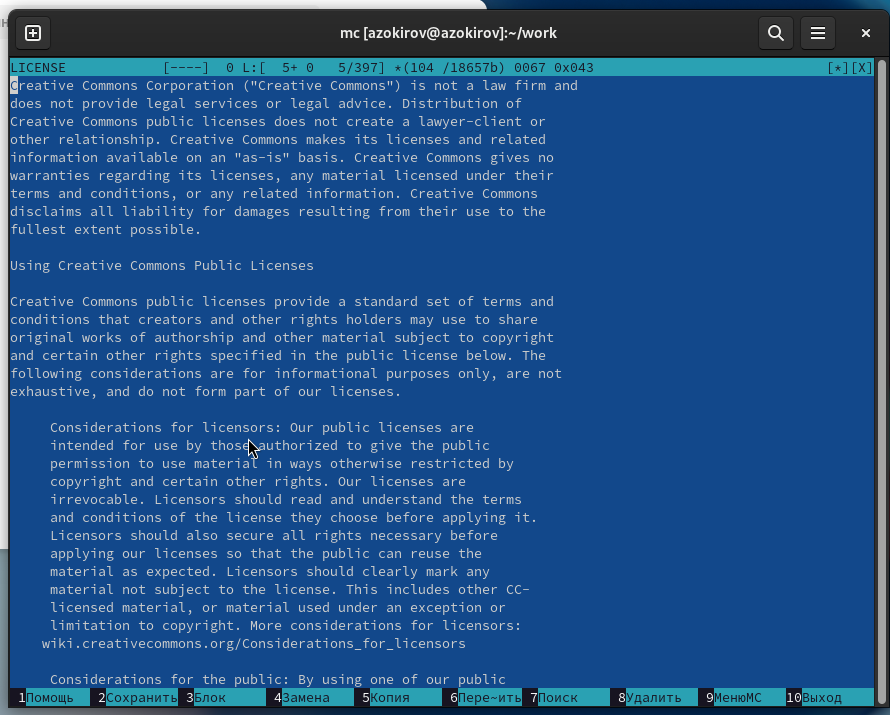 mc [azokirov@azokirov]:~/work
LICENSE [----] 0 L:[ 5+ 0 5/397] *(104 /18657b) 0067 0x043 [*][X]
Creative Commons Corporation ("Creative Commons") is not a law firm and
does not provide legal services or legal advice. Distribution of
Creative Commons public licenses does not create a lawyer-client or
other relationship. Creative Commons makes its licenses and related
information available on an "as-is" basis. Creative Commons gives no
warranties regarding its licenses, any material licensed under their
terms and conditions, or any related information. Creative Commons
disclaims all liability for damages resulting from their use to the
fullest extent possible.
Using Creative Commons Public Licenses
Creative Commons public licenses provide a standard set of terms and
conditions that creators and other rights holders may use to share
original works of authorship and other material subject to copyright
and certain other rights specified in the public license below. The
following considerations are for informational purposes only, are not
exhaustive, and do not form part of our licenses.
Considerations for licensors: Our public licenses are
intended for use by those authorized to give the public
permission to use material in ways otherwise restricted by
copyright and certain other rights. Our licenses are
irrevocable. Licensors should read and understand the terms
and conditions of the license they choose before applying it.
Licensors should also secure all rights necessary before
applying our licenses so that the public can reuse the
material as expected. Licensors should clearly mark any
material not subject to the license. This includes other CC-
licensed material, or material used under an exception or
limitation to copyright. More considerations for licensors:
wiki.creativecommons.org/Considerations_for_licensors
Considerations for the public: By using one of our public
1Помощь 2Сохранить 3Блок 4Замена 5Копия 6Пере~ить 7Поиск 8Удалить 9МенюMC 10Выход